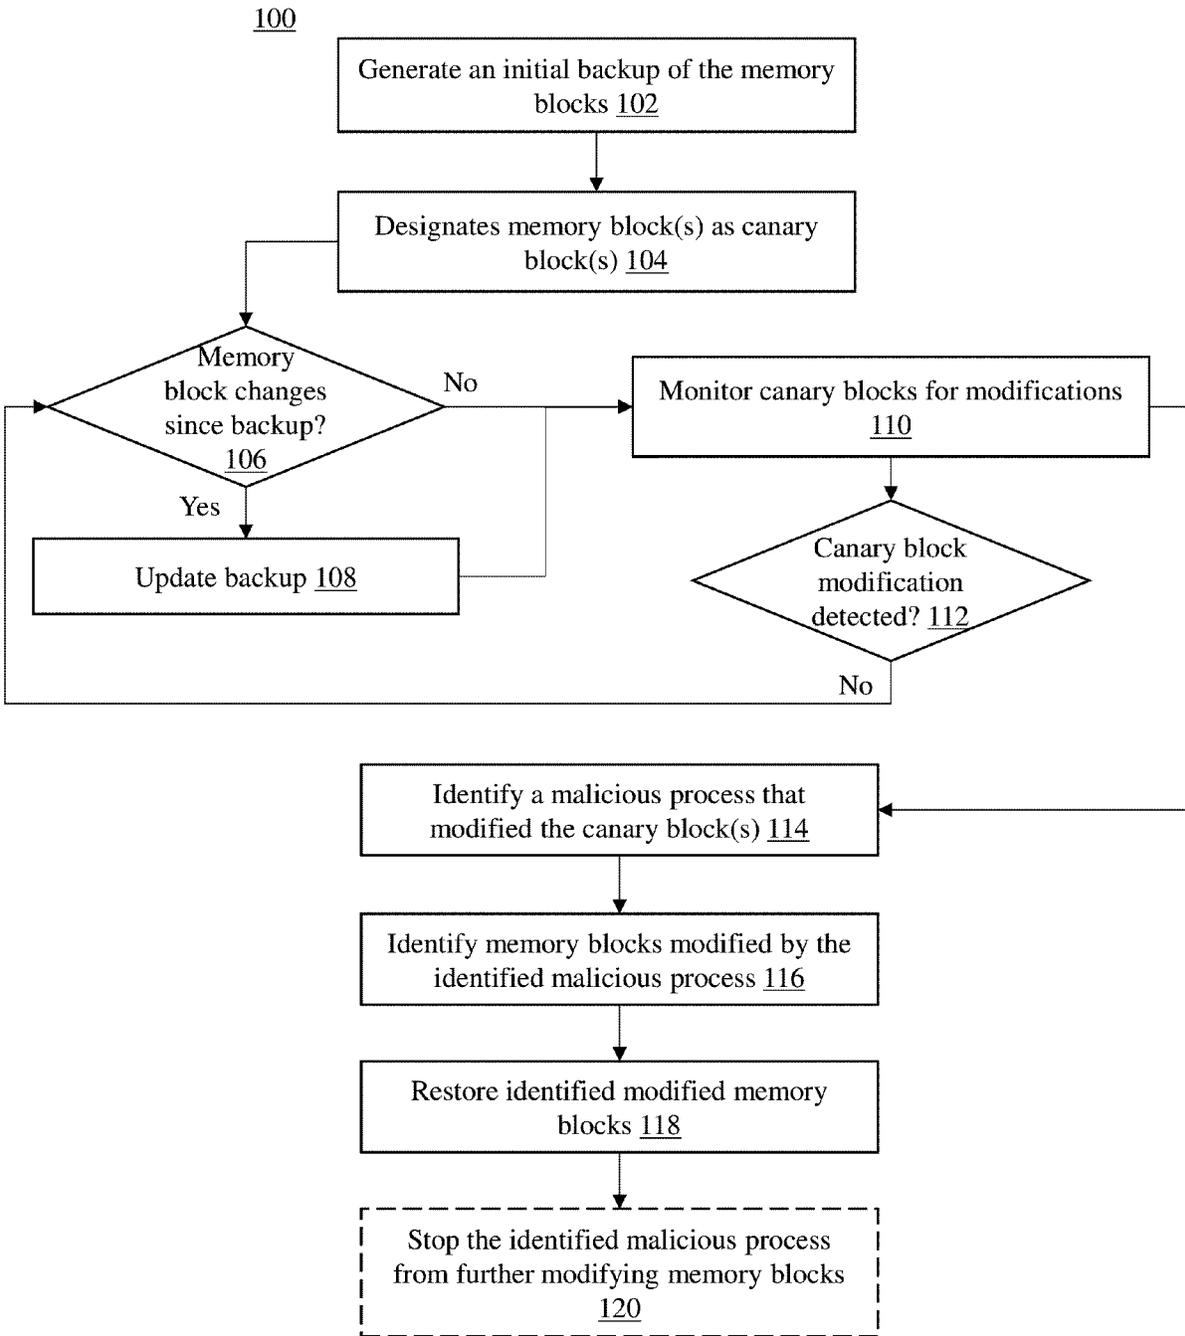 100
Generate an initial backup of the memory
blocks 102
Designates memory block(s) as canary
block(s) 104
Memory
block changes
since backup?
106
No
Yes
Update backup 108
Monitor canary blocks for modifications
110
Canary block
modification
detected? 112
No
Identify a malicious process that
modified the canary block(s) 114
Identify memory blocks modified by the
identified malicious process 116
Restore identified modified memory
blocks 118
Stop the identified malicious process
from further modifying memory blocks
120